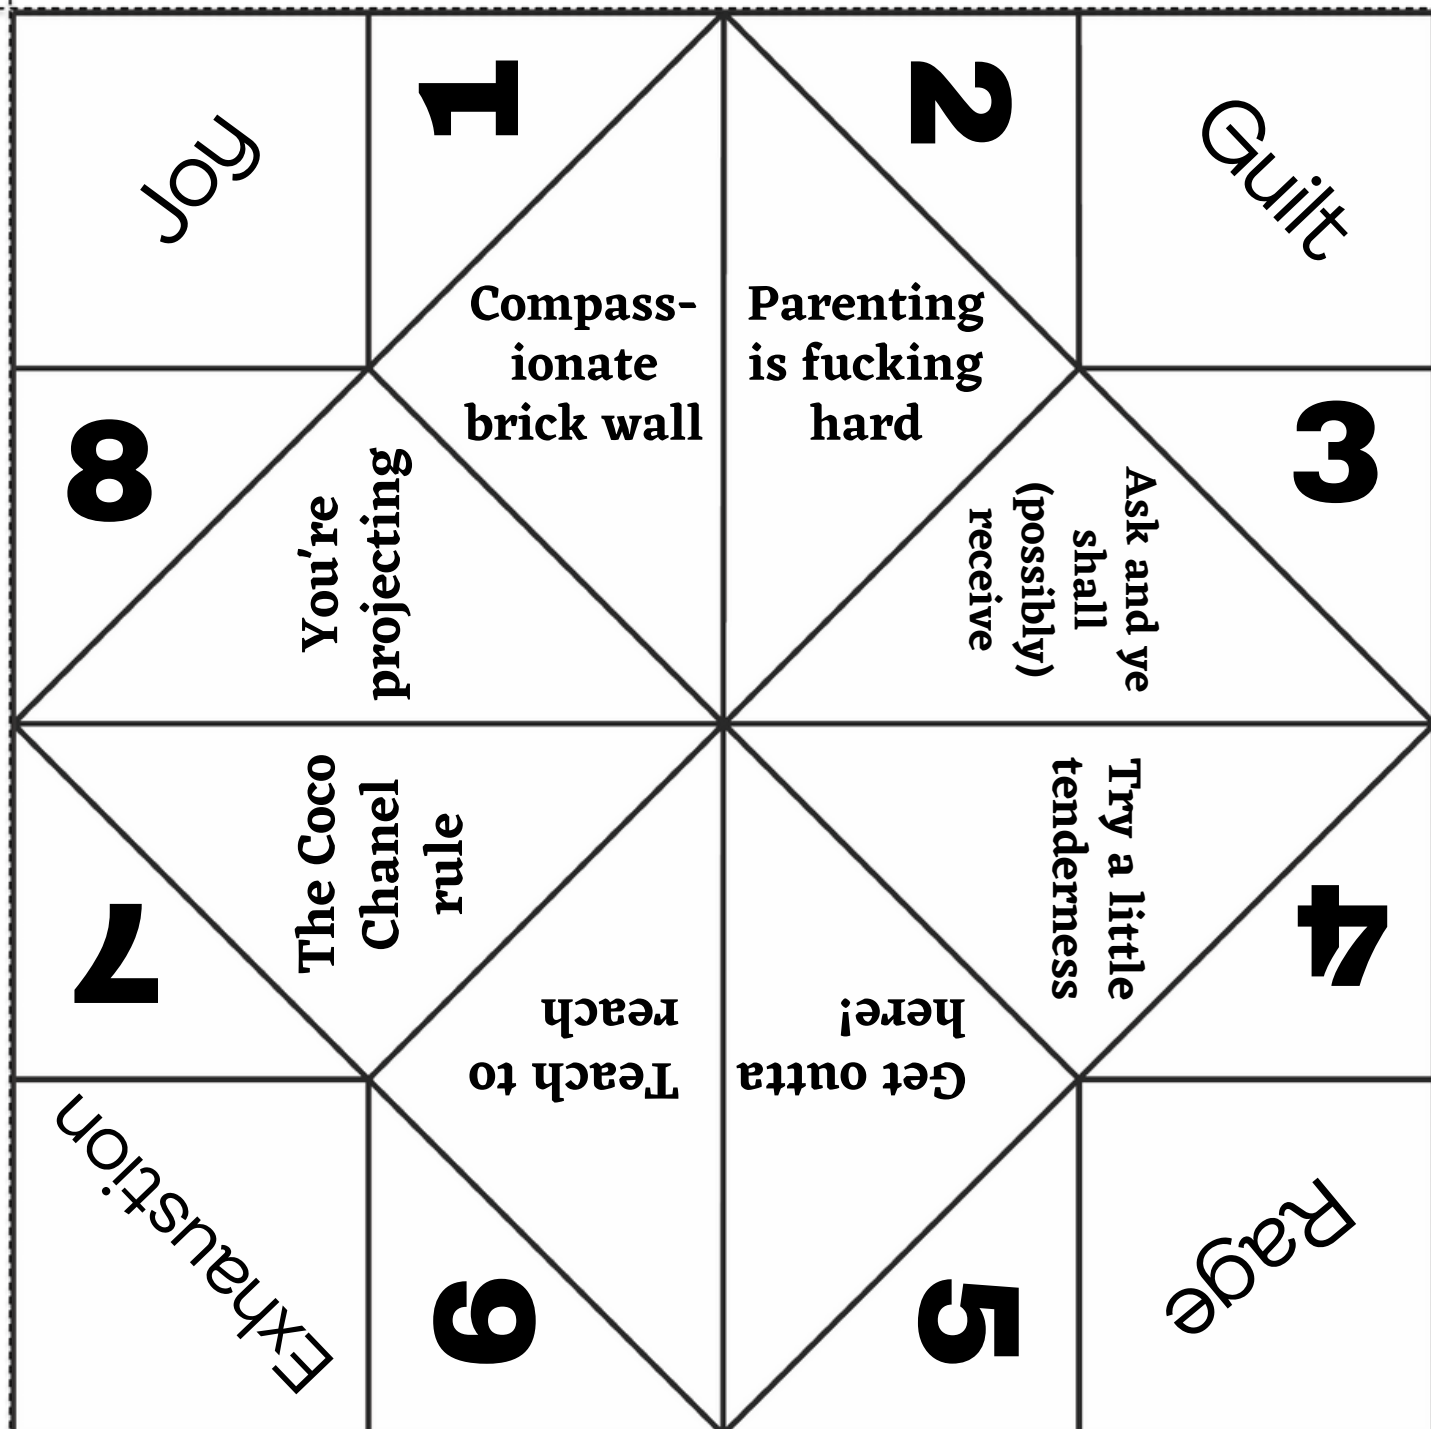 Joy
1
2
Guilt
Compass-
ionate
brick wall
Parenting
is fucking
hard
8
3
You're
projecting
Ask and ye
shall
(possibly)
receive
The Coco
Chanel
rule
Try a little
tenderness
7
4
Teach to
reach
Get outta
here!
Exhaustion
6
5
Rage